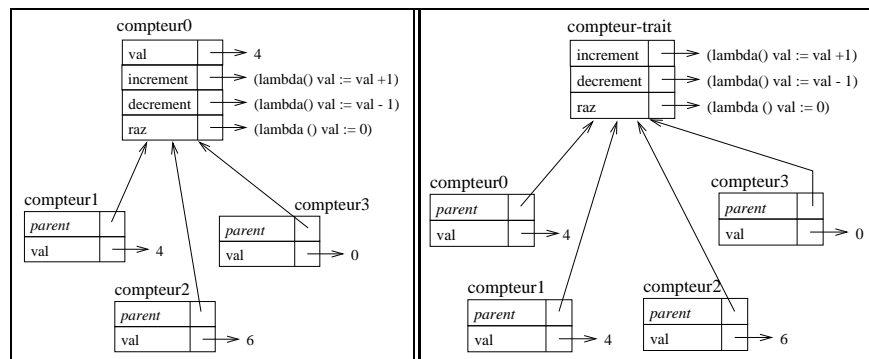 compteur0
val 4
increment (lambda() val := val +1)
decrement (lambda() val := val - 1)
raz (lambda () val := 0)
compteur1
parent
val 4
compteur3
parent
val 0
compteur2
parent
val 6
compteur-trait
increment (lambda() val := val +1)
decrement (lambda() val := val - 1)
raz (lambda () val := 0)
compteur0
parent
val 4
compteur3
parent
val 0
compteur1
parent
val 4
compteur2
parent
val 6